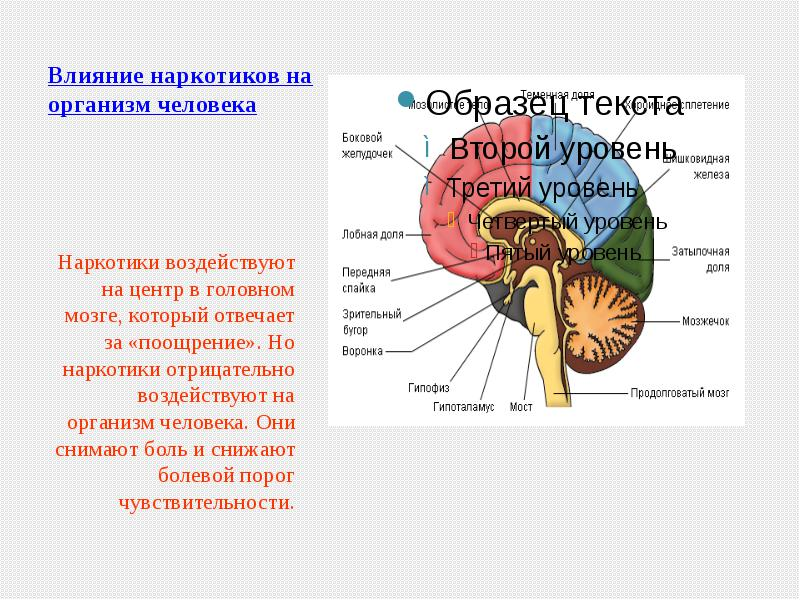 Влияние наркотиков на
организм человека
Наркотики воздействуют
на центр в головном
мозге, который отвечает
за «поощрение». Но
наркотики отрицательно
воздействуют на
организм человека. Они
снимают боль и снижают
болевой порог
чувствительности.
Образец текста
Второй уровень
Третий уровень
Четвертый уровень
Пятый уровень
Мозолистое тело
Теменная доля
Хороидное сплетение
Боковой
желудочек
Шишковидная
железа
Лобная доля
Затылочная
доля
Передняя
спайка
Зрительный
бугор
Мозжечок
Воронка
Гипофиз
Продолговатый мозг
Гипоталамус
Мост